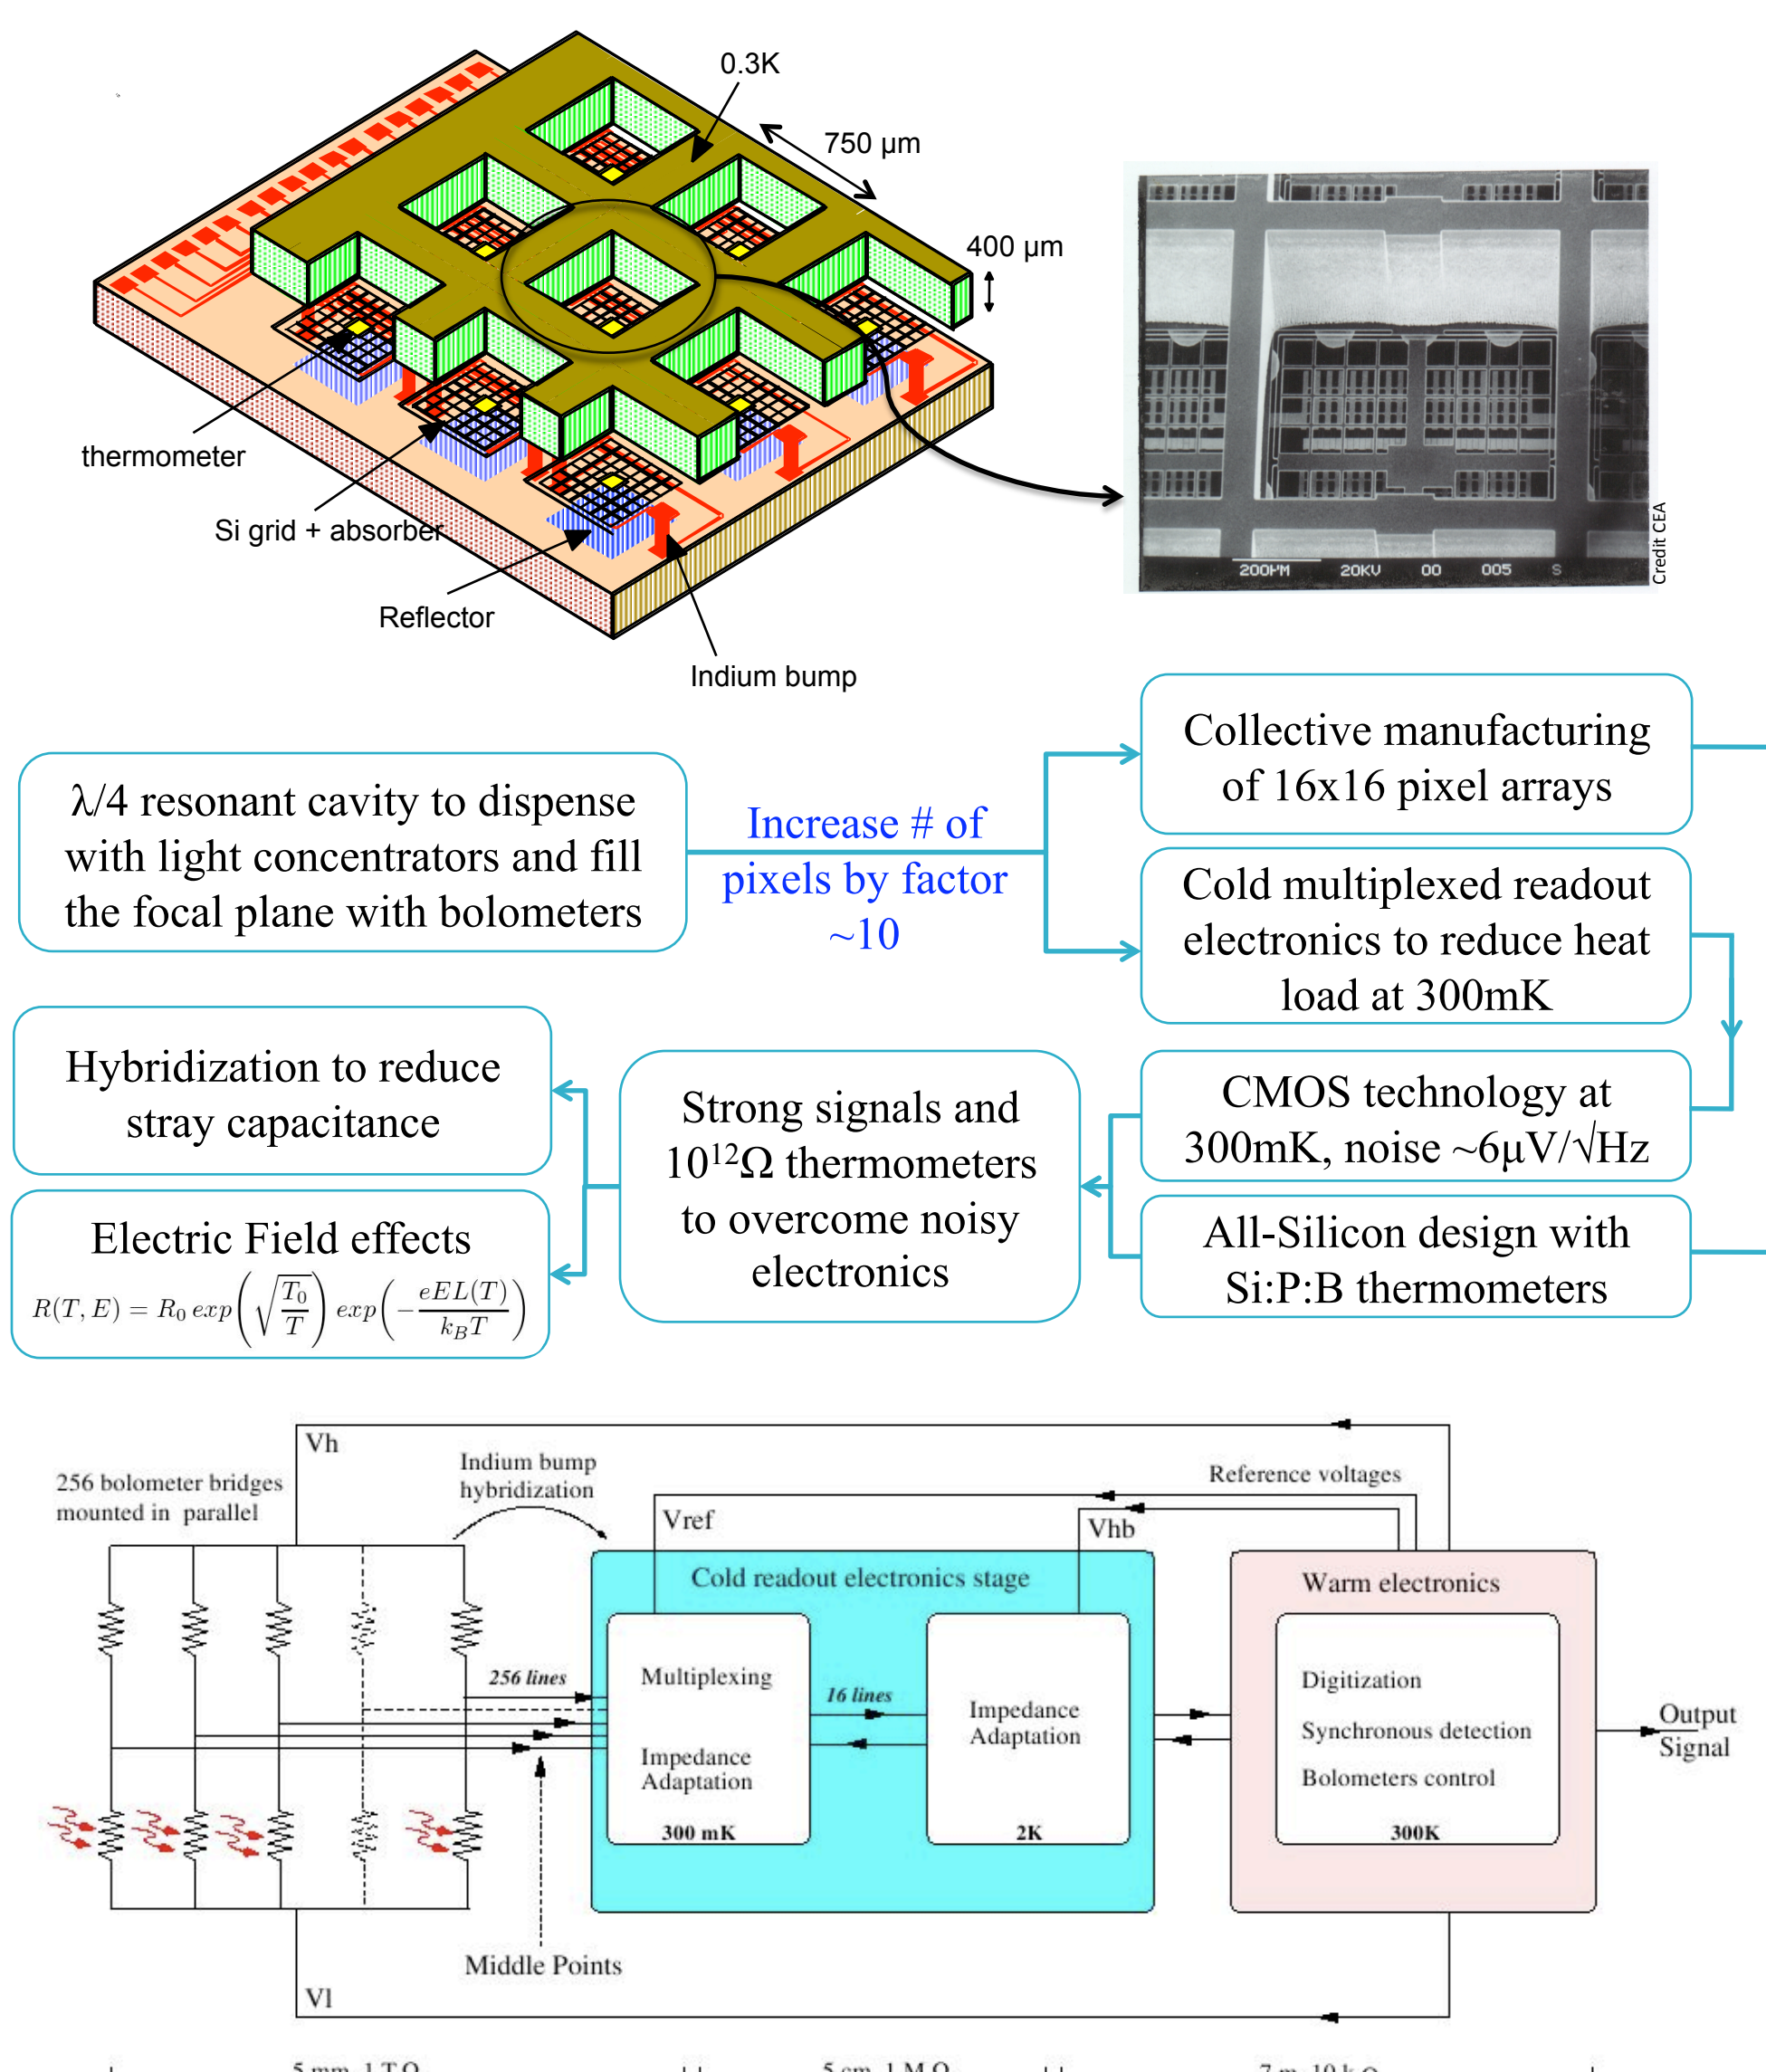 0.3K
750 µm
400 µm
thermometer
Si grid + absorber
Reflector
Indium bump
200µM 20KV 00 005 S
Credit CEA
λ/4 resonant cavity to dispense
with light concentrators and fill
the focal plane with bolometers
Increase # of
pixels by factor
~10
Collective manufacturing
of 16x16 pixel arrays
Cold multiplexed readout
electronics to reduce heat
load at 300mK
Hybridization to reduce
stray capacitance
Strong signals and
10¹²Ω thermometers
to overcome noisy
electronics
CMOS technology at
300mK, noise ~6µV/√Hz
All-Silicon design with
Si:P:B thermometers
Electric Field effects
R(T, E) = R₀ exp(√(T₀/T)) exp(−eEL(T)/k_BT)
Vh
256 bolometer bridges
mounted in parallel
Indium bump
hybridization
Reference voltages
Vref
Vhb
Cold readout electronics stage
Warm electronics
256 lines
Multiplexing
Impedance
Adaptation
300 mK
16 lines
Impedance
Adaptation
2K
Digitization
Synchronous detection
Bolometers control
300K
Output
Signal
Middle Points
Vl